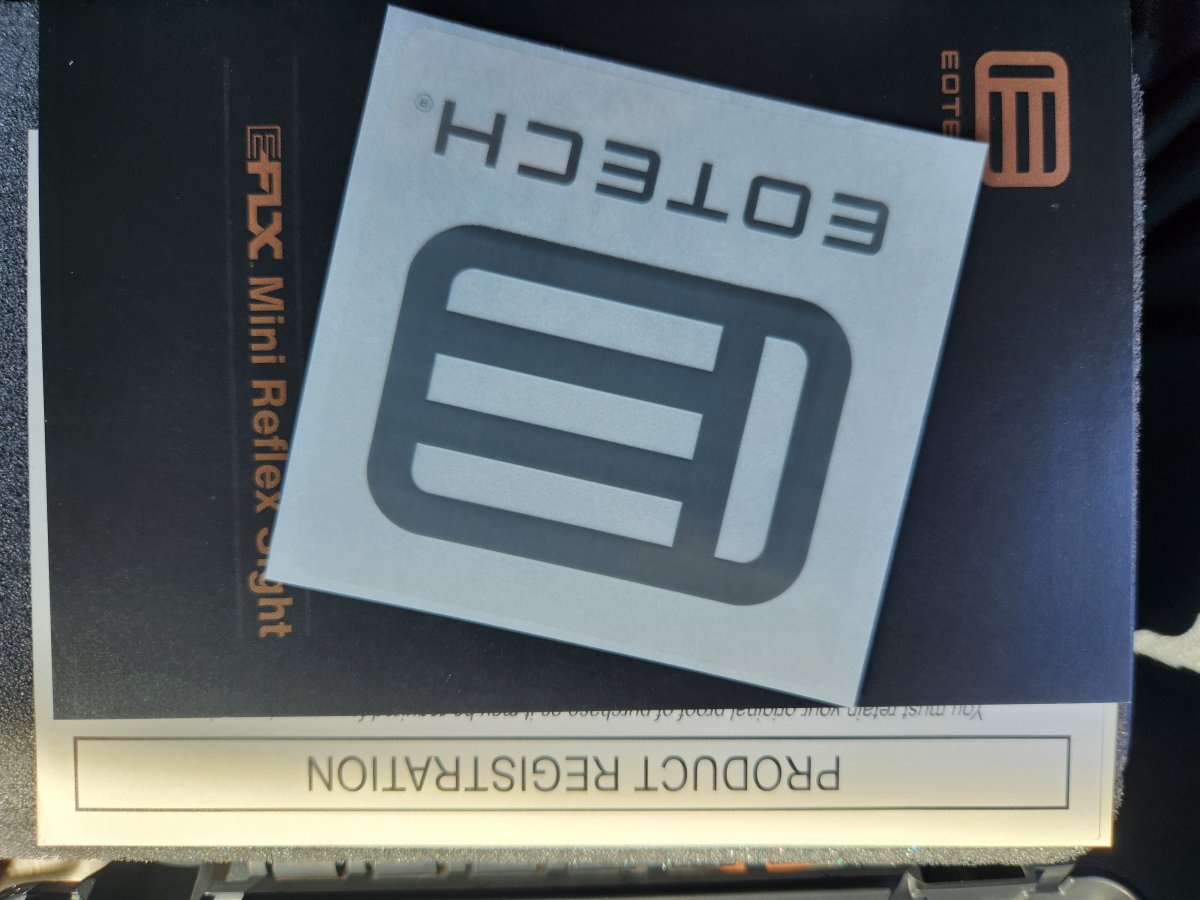 EOTECH®
EOTE
EFLX™ Mini Reflex Sight
PRODUCT REGISTRATION
You must retain your original proof of purchase as it may be required f